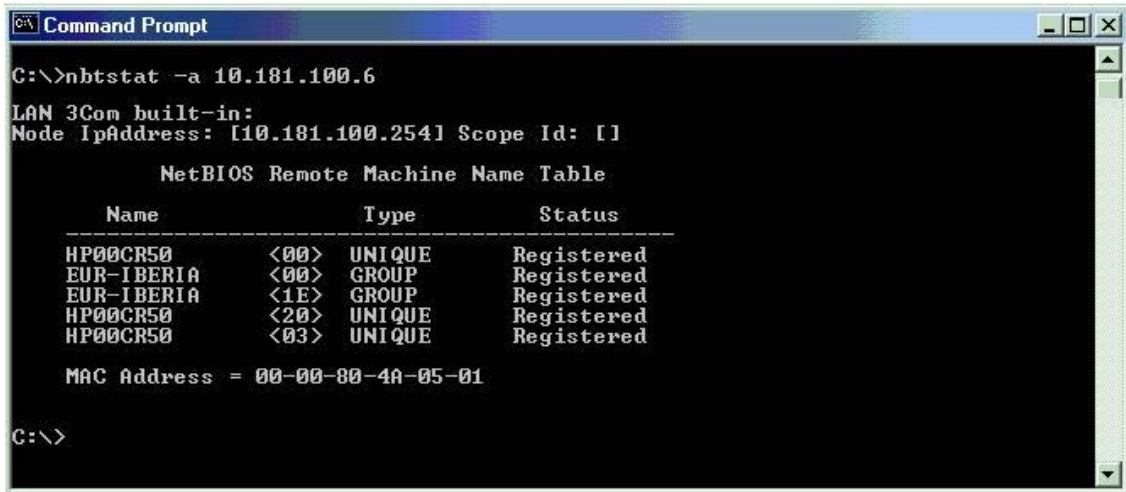 Command Prompt
C:\>nbtstat -a 10.181.100.6
LAN 3Com built-in:
Node IpAddress: [10.181.100.254] Scope Id: []
NetBIOS Remote Machine Name Table
Name Type Status
---------------------------------------------
HP00CR50 <00> UNIQUE Registered
EUR-IBERIA <00> GROUP Registered
EUR-IBERIA <1E> GROUP Registered
HP00CR50 <20> UNIQUE Registered
HP00CR50 <03> UNIQUE Registered
MAC Address = 00-00-80-4A-05-01
C:\>